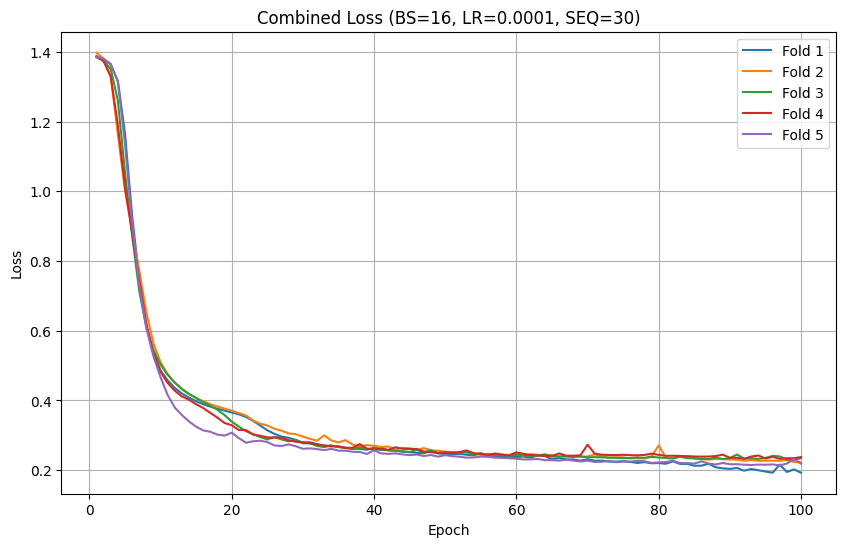 Combined Loss (BS=16, LR=0.0001, SEQ=30)
Loss
1.4
1.2
1.0
0.8
0.6
0.4
0.2
Fold 1
Fold 2
Fold 3
Fold 4
Fold 5
0 20 40 60 80 100
Epoch